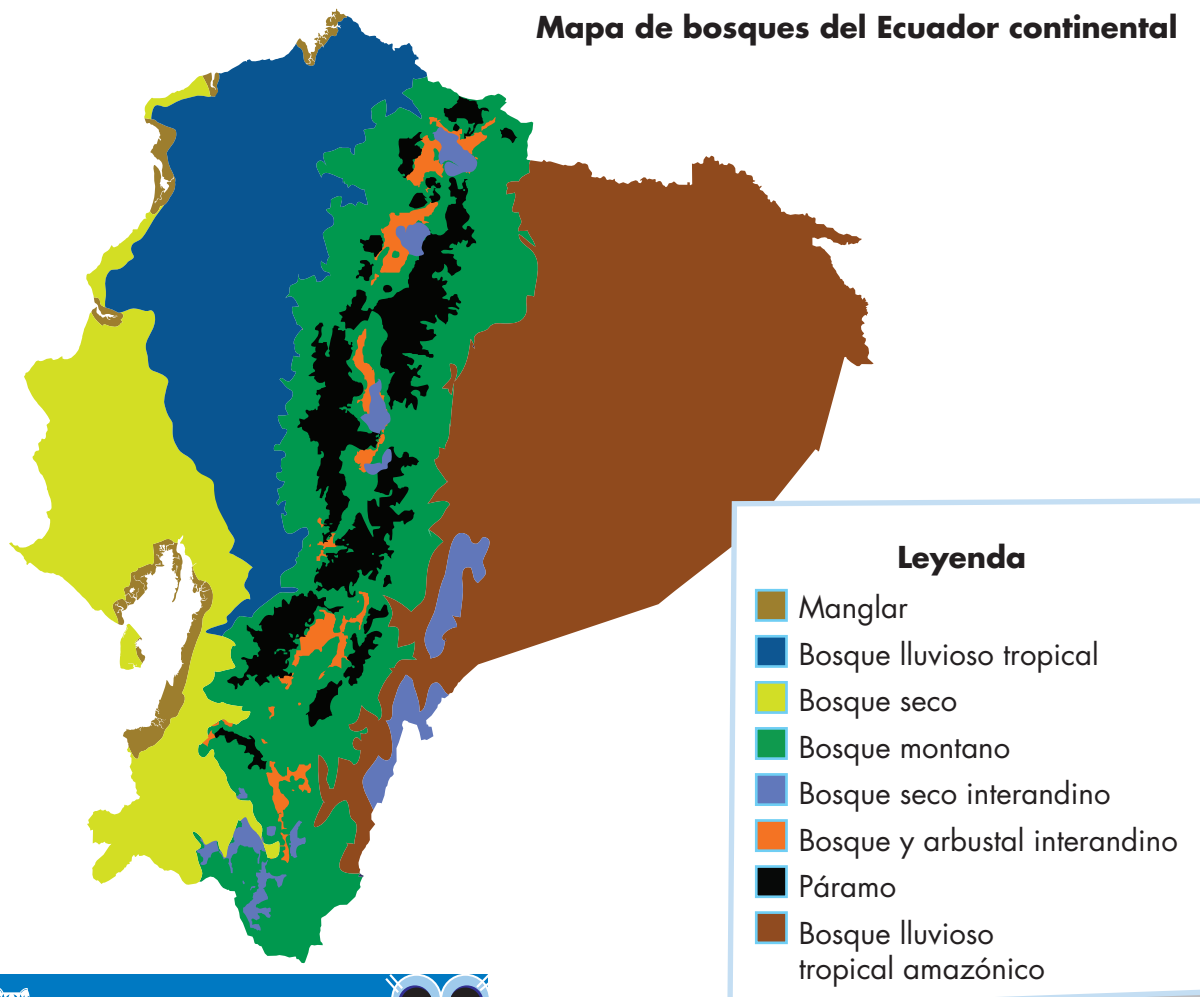 Mapa de bosques del Ecuador continental
Leyenda
Manglar
Bosque lluvioso tropical
Bosque seco
Bosque montano
Bosque seco interandino
Bosque y arbustal interandino
Páramo
Bosque lluvioso
tropical amazónico